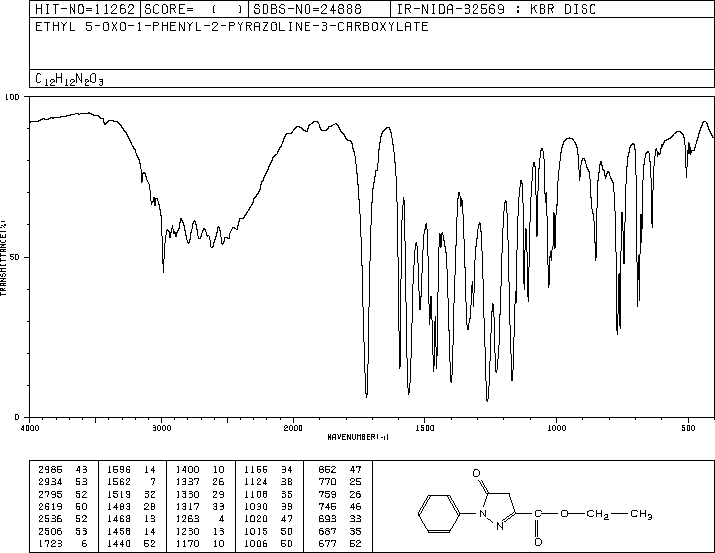 HIT-NO=11262 SCORE= ( ) SDBS-NO=24888 IR-NIDA-32569 : KBR DISC
ETHYL 5-OXO-1-PHENYL-2-PYRAZOLINE-3-CARBOXYLATE
C12H12N2O3
100
50
0
TRANSMITTANCE(%)
4000 3000 2000 1500 1000 500
WAVENUMBER(-1)
2985 43 1596 14 1400 10 1155 34 852 47
2934 53 1562 7 1337 26 1124 38 770 25
2795 52 1519 32 1330 29 1108 35 759 26
2619 50 1483 28 1317 33 1030 39 745 46
2536 52 1468 13 1263 4 1020 47 693 33
2506 53 1458 14 1230 13 1015 50 687 35
1723 6 1440 52 1170 10 1006 50 677 52
O
N
N
O
O
CH2
CH3